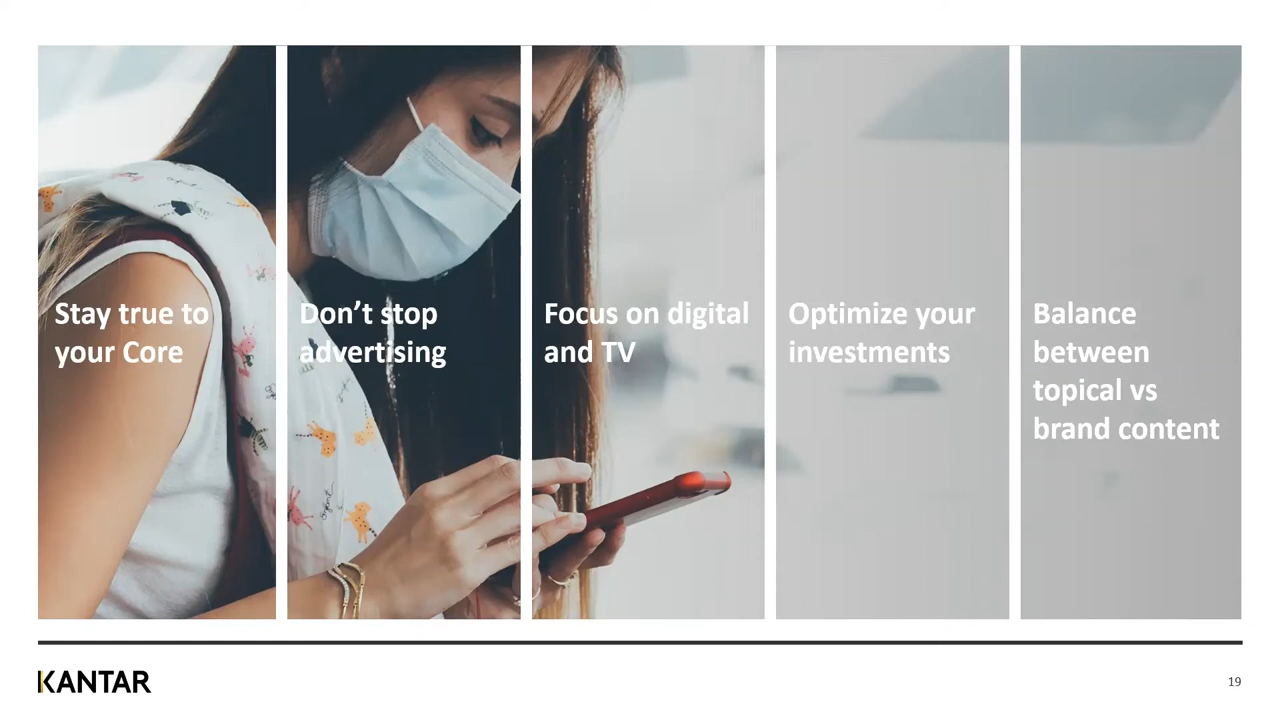 Stay true to
your Core
Don’t stop
advertising
Focus on digital
and TV
Optimize your
investments
Balance
between
topical vs
brand content
KANTAR
19